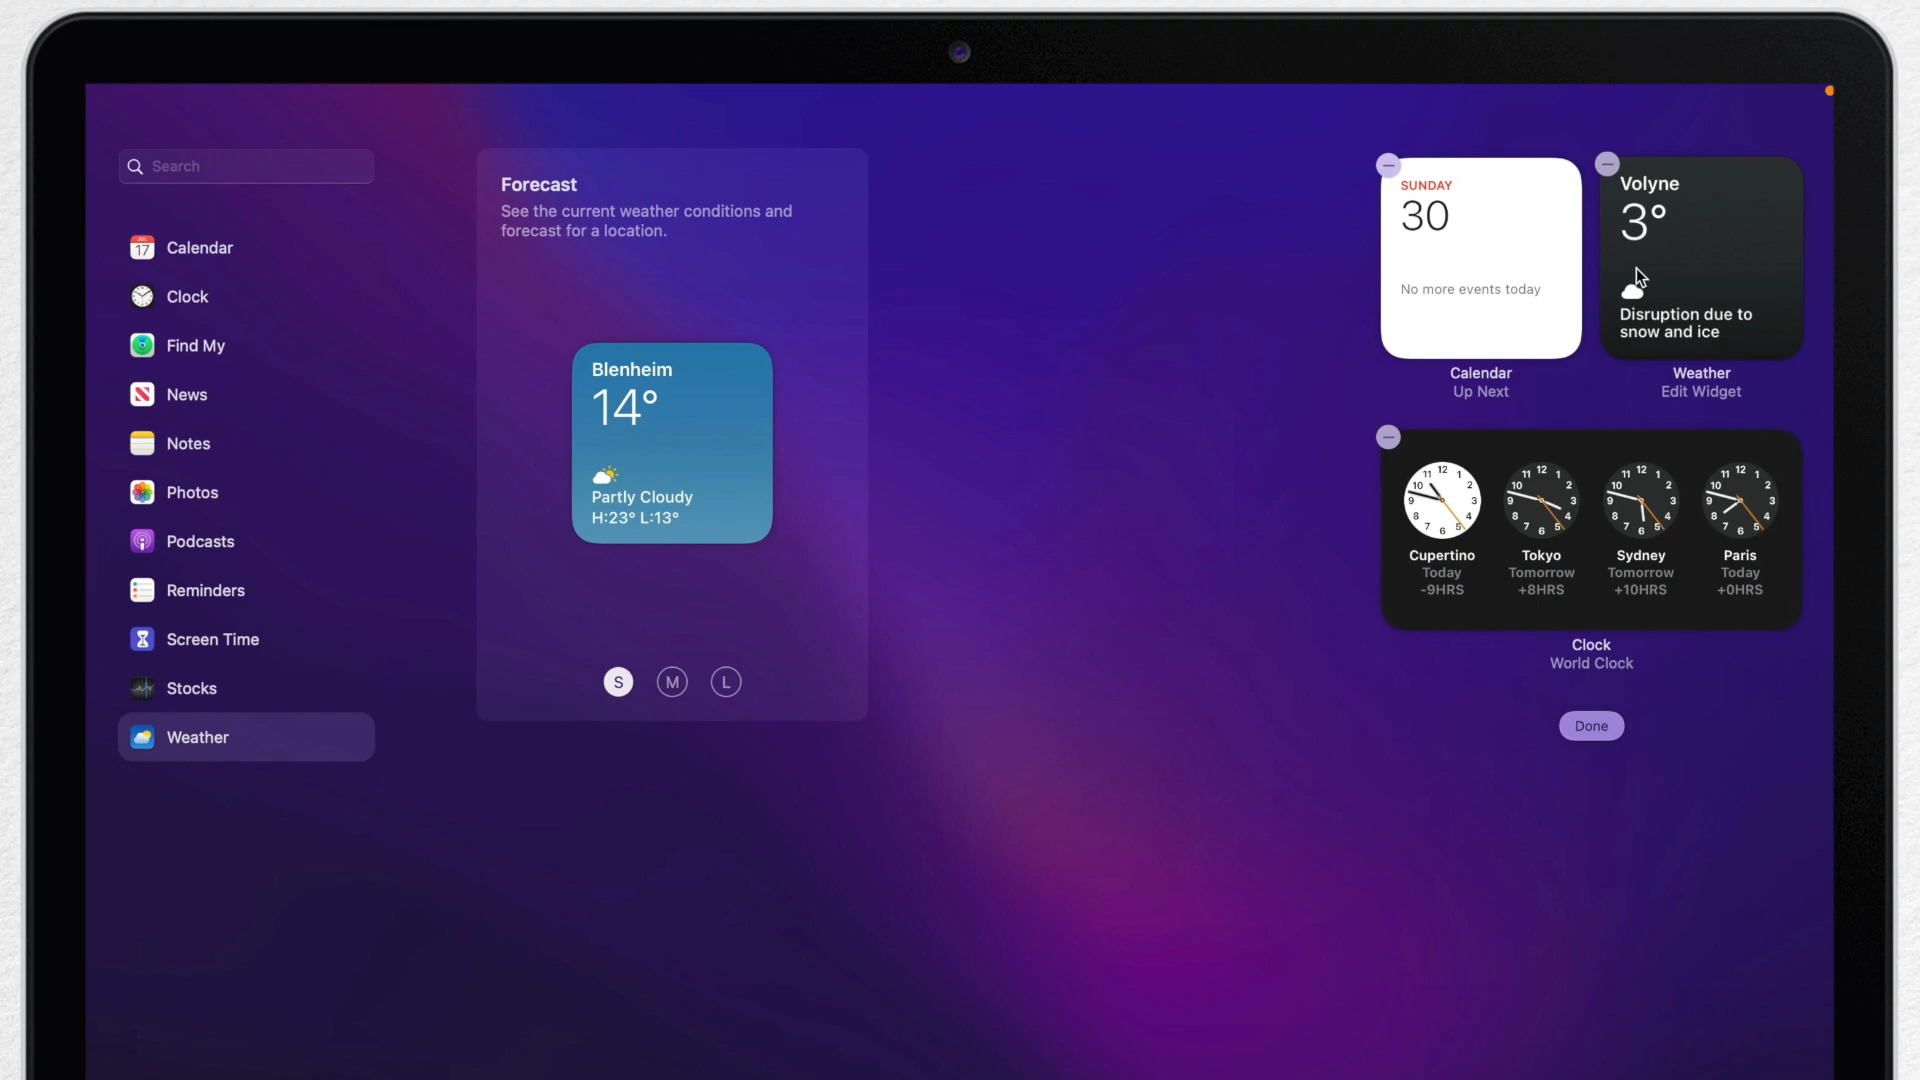 Search
Calendar
Clock
Find My
News
Notes
Photos
Podcasts
Reminders
Screen Time
Stocks
Weather
Forecast
See the current weather conditions and
forecast for a location.
Blenheim
14°
Partly Cloudy
H:23° L:13°
S M L
SUNDAY
30
No more events today
Calendar
Up Next
Volyne
3°
Disruption due to
snow and ice
Weather
Edit Widget
Cupertino
Today
-9HRS
Tokyo
Tomorrow
+8HRS
Sydney
Tomorrow
+10HRS
Paris
Today
+0HRS
Clock
World Clock
Done